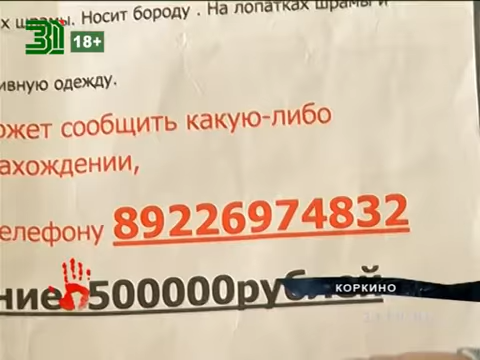 х шрамы. Носит бороду . На лопатках шрамы и
31 18+
ивную одежду.
ожет сообщить какую-либо
ахождении,
елефону 89226974832
ние 500000рублей
КОРКИНО